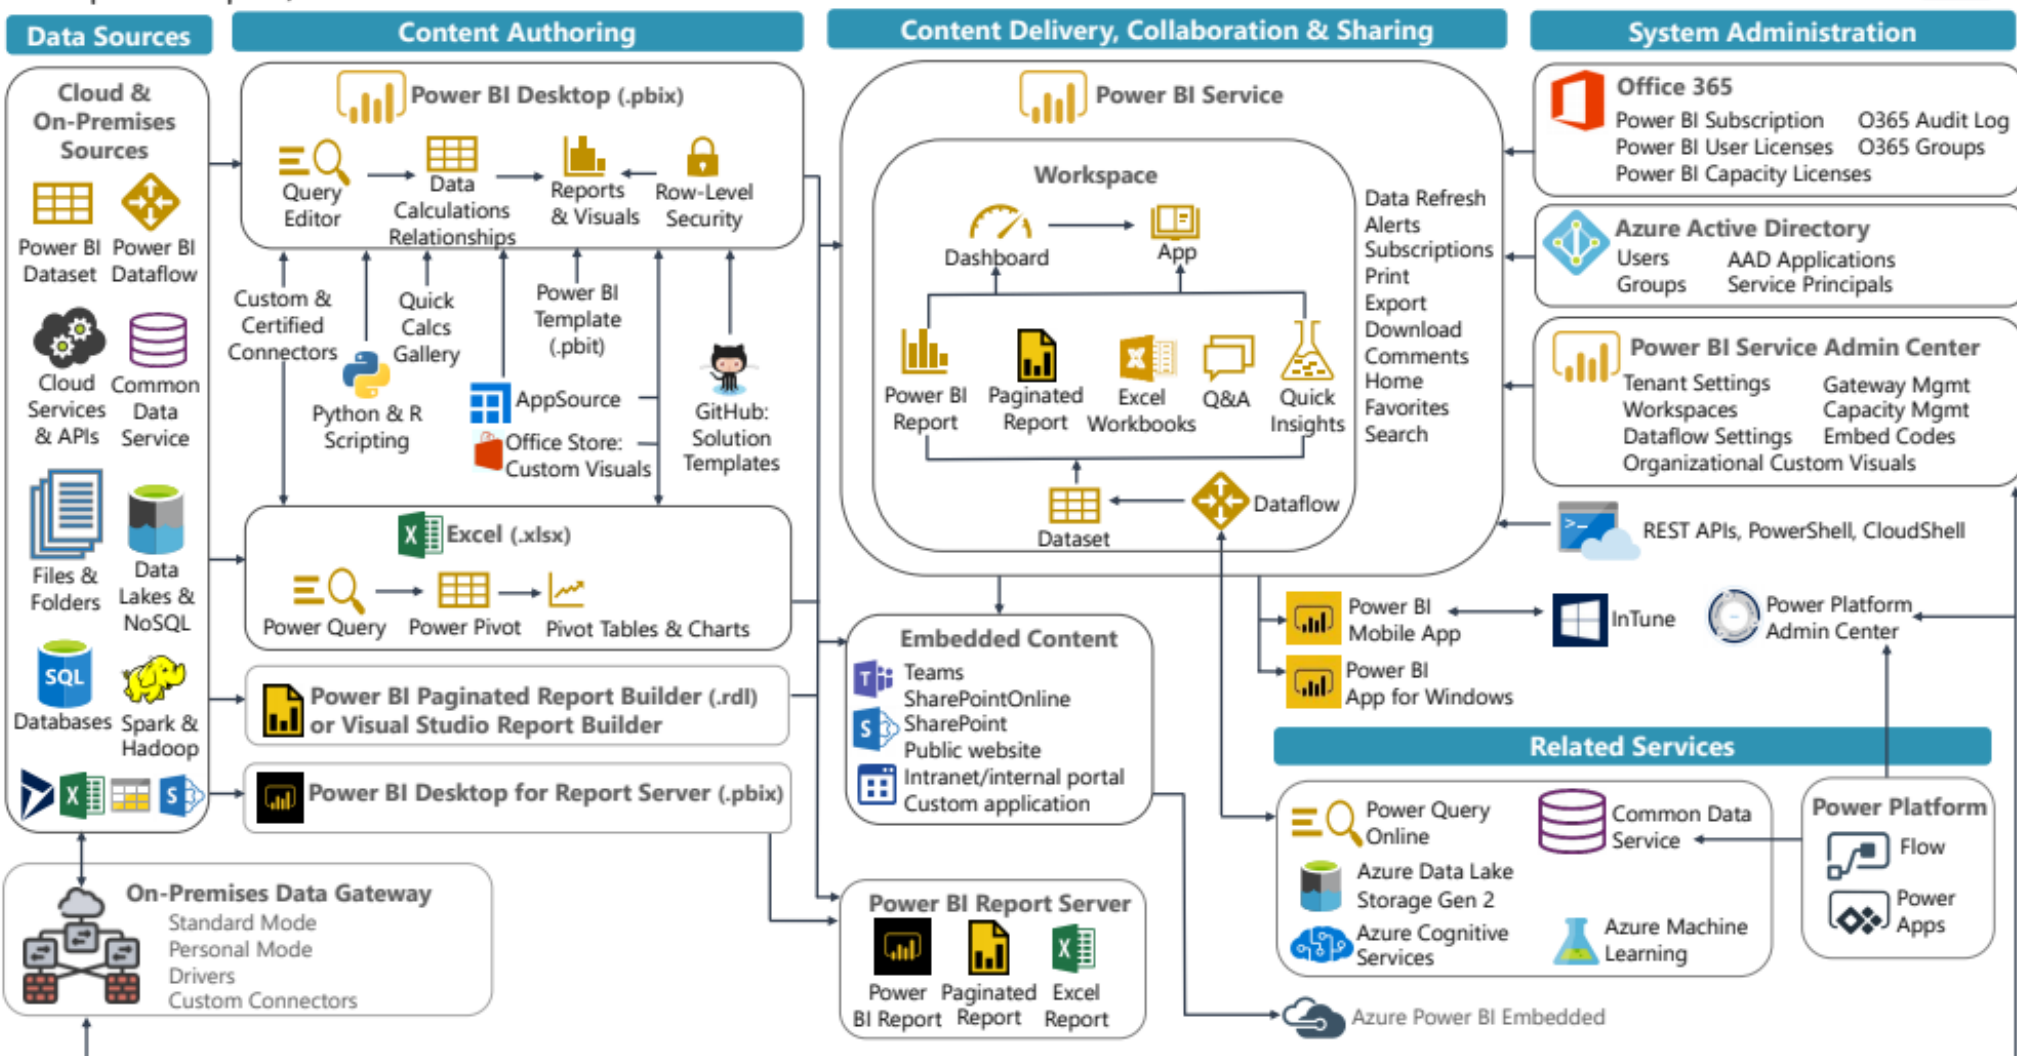 Data Sources
Content Authoring
Content Delivery, Collaboration & Sharing
System Administration
Cloud &
On-Premises
Sources
Power BI
Dataset
Power BI
Dataflow
Cloud
Services
& APIs
Common
Data
Service
Files &
Folders
Data
Lakes &
NoSQL
SQL
Databases
Spark &
Hadoop
X
S
On-Premises Data Gateway
Standard Mode
Personal Mode
Drivers
Custom Connectors
Power BI Desktop (.pbix)
Query
Editor
Data
Calculations
Relationships
Reports
& Visuals
Row-Level
Security
Custom &
Certified
Connectors
Python & R
Scripting
Quick
Calcs
Gallery
AppSource
Office Store:
Custom Visuals
Power BI
Template
(.pbit)
GitHub:
Solution
Templates
X
Excel (.xlsx)
Power Query
Power Pivot
Pivot Tables & Charts
Power BI Paginated Report Builder (.rdl)
or Visual Studio Report Builder
Power BI Desktop for Report Server (.pbix)
Power BI Service
Workspace
Dashboard
App
Power BI
Report
Paginated
Report
X
Excel
Workbooks
Q&A
Quick
Insights
Dataset
Dataflow
Data Refresh
Alerts
Subscriptions
Print
Export
Download
Comments
Home
Favorites
Search
Embedded Content
T
Teams
SharePointOnline
S
SharePoint
Public website
Intranet/internal portal
Custom application
Power BI Report Server
Power
BI Report
Paginated
Report
X
Excel
Report
Power BI
Mobile App
Power BI
App for Windows
InTune
Power Platform
Admin Center
Office 365
Power BI Subscription
O365 Audit Log
Power BI User Licenses
O365 Groups
Power BI Capacity Licenses
Azure Active Directory
Users
AAD Applications
Groups
Service Principals
Power BI Service Admin Center
Tenant Settings
Gateway Mgmt
Workspaces
Capacity Mgmt
Dataflow Settings
Embed Codes
Organizational Custom Visuals
>_
REST APIs, PowerShell, CloudShell
Related Services
Power Query
Online
Common Data
Service
Azure Data Lake
Storage Gen 2
Azure Cognitive
Services
Azure Machine
Learning
Power Platform
Flow
Power
Apps
Azure Power BI Embedded